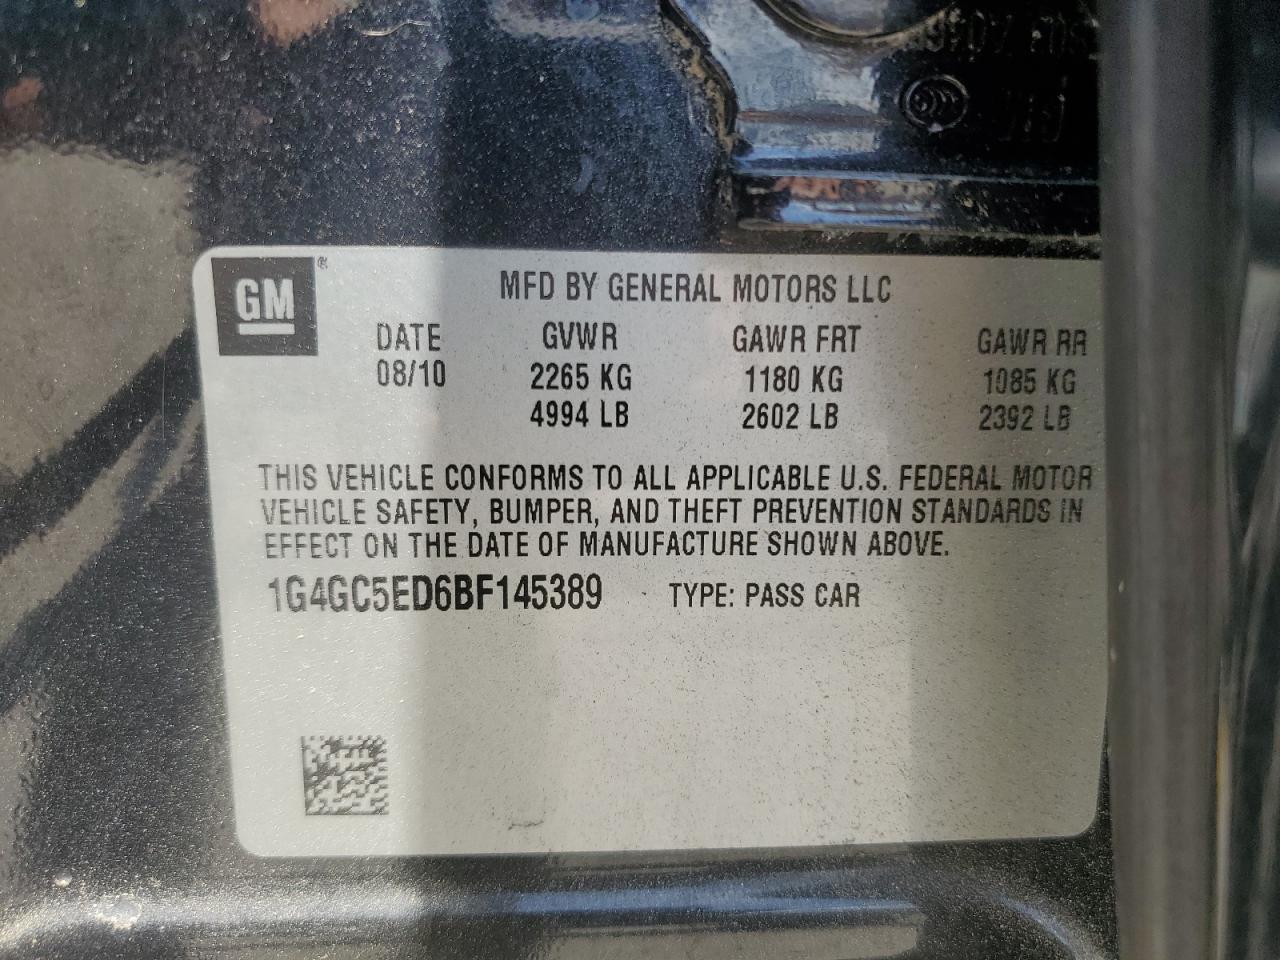 GM ®
MFD BY GENERAL MOTORS LLC
DATE GVWR GAWR FRT GAWR RR
08/10 2265 KG 1180 KG 1085 KG
4994 LB 2602 LB 2392 LB
THIS VEHICLE CONFORMS TO ALL APPLICABLE U.S. FEDERAL MOTOR
VEHICLE SAFETY, BUMPER, AND THEFT PREVENTION STANDARDS IN
EFFECT ON THE DATE OF MANUFACTURE SHOWN ABOVE.
1G4GC5ED6BF145389 TYPE: PASS CAR